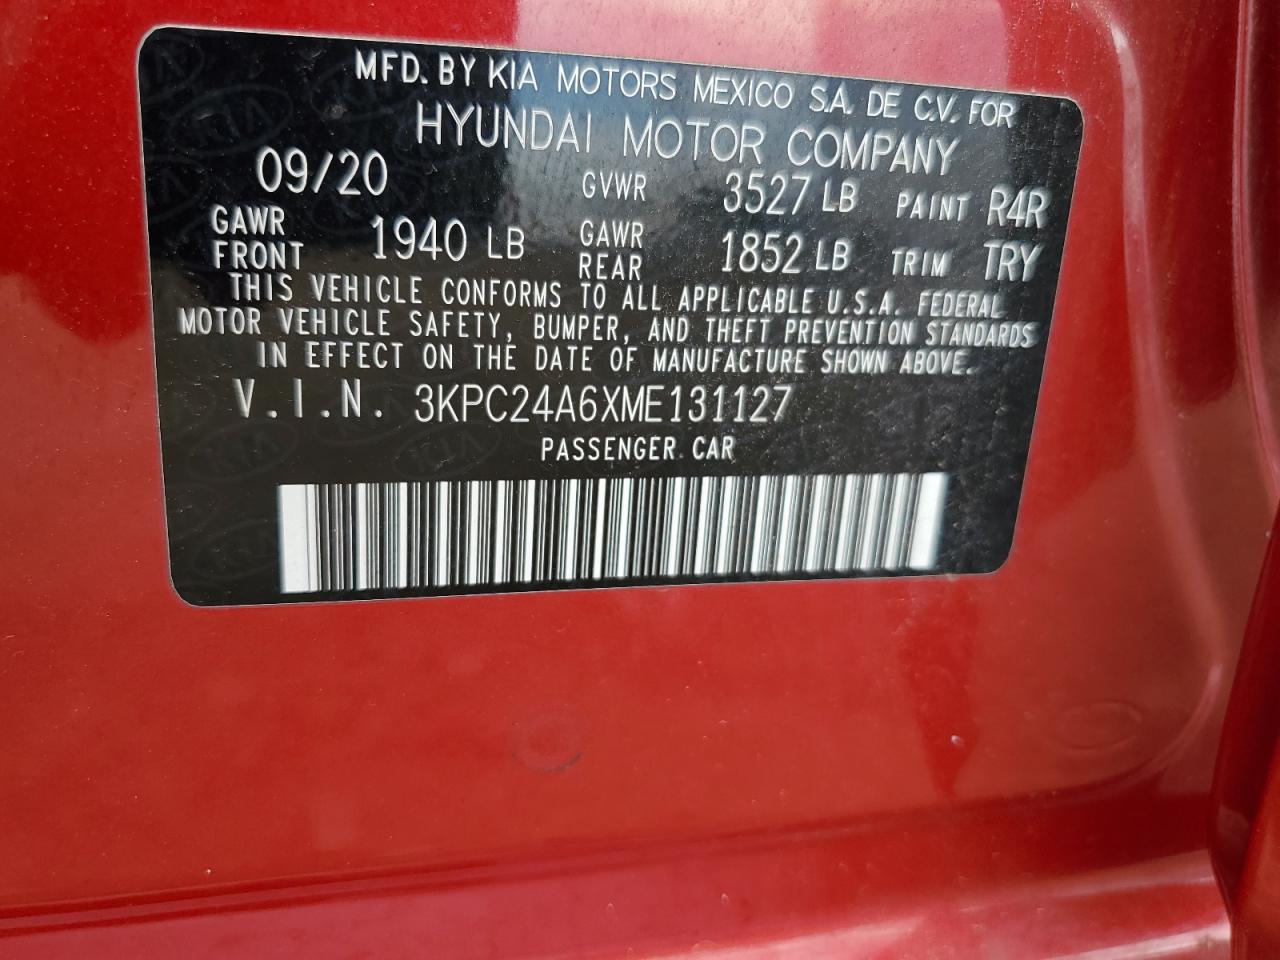 MFD. BY KIA MOTORS MEXICO S.A. DE C.V. FOR
HYUNDAI MOTOR COMPANY
09/20 GVWR 3527 LB PAINT R4R
GAWR FRONT 1940 LB GAWR REAR 1852 LB TRIM TRY
THIS VEHICLE CONFORMS TO ALL APPLICABLE U.S.A. FEDERAL
MOTOR VEHICLE SAFETY, BUMPER, AND THEFT PREVENTION STANDARDS
IN EFFECT ON THE DATE OF MANUFACTURE SHOWN ABOVE.
V.I.N. 3KPC24A6XME131127
PASSENGER CAR